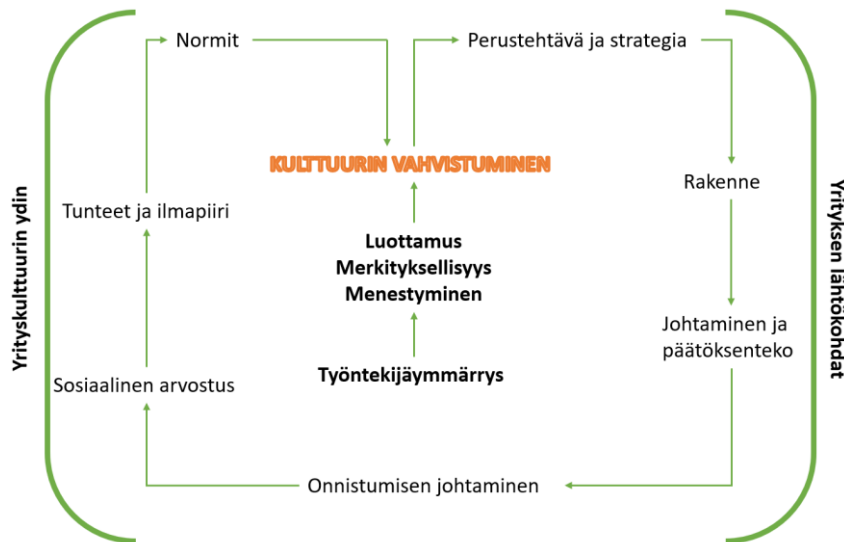 Normit
Perustehtävä ja strategia
KULTTUURIN VAHVISTUMINEN
Rakenne
Tunteet ja ilmapiiri
Luottamus
Merkityksellisyys
Menestyminen
Johtaminen ja
päätöksenteko
Työntekijäymmärrys
Sosiaalinen arvostus
Onnistumisen johtaminen
Yrityskulttuurin ydin
Yrityksen lähtökohdat